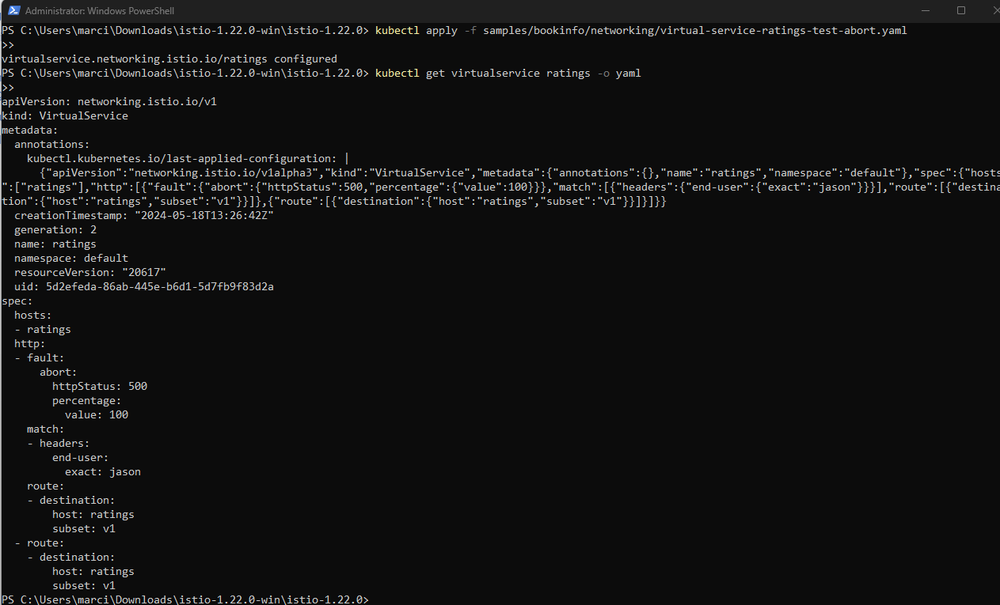 Administrator: Windows PowerShell
PS C:\Users\marci\Downloads\istio-1.22.0-win\istio-1.22.0> kubectl apply -f samples/bookinfo/networking/virtual-service-ratings-test-abort.yaml
>>
virtualservice.networking.istio.io/ratings configured
PS C:\Users\marci\Downloads\istio-1.22.0-win\istio-1.22.0> kubectl get virtualservice ratings -o yaml
>>
apiVersion: networking.istio.io/v1
kind: VirtualService
metadata:
  annotations:
    kubectl.kubernetes.io/last-applied-configuration: |
      {"apiVersion":"networking.istio.io/v1alpha3","kind":"VirtualService","metadata":{"annotations":{},"name":"ratings","namespace":"default"},"spec":{"hosts
":["ratings"],"http":[{"fault":{"abort":{"httpStatus":500,"percentage":{"value":100}}},"match":[{"headers":{"end-user":{"exact":"jason"}}}],"route":[{"destina
tion":{"host":"ratings","subset":"v1"}}]},{"route":[{"destination":{"host":"ratings","subset":"v1"}}]}]}}
  creationTimestamp: "2024-05-18T13:26:42Z"
  generation: 2
  name: ratings
  namespace: default
  resourceVersion: "20617"
  uid: 5d2efeda-86ab-445e-b6d1-5d7fb9f83d2a
spec:
  hosts:
  - ratings
  http:
  - fault:
      abort:
        httpStatus: 500
        percentage:
          value: 100
    match:
    - headers:
        end-user:
          exact: jason
    route:
    - destination:
        host: ratings
        subset: v1
  - route:
    - destination:
        host: ratings
        subset: v1
PS C:\Users\marci\Downloads\istio-1.22.0-win\istio-1.22.0>